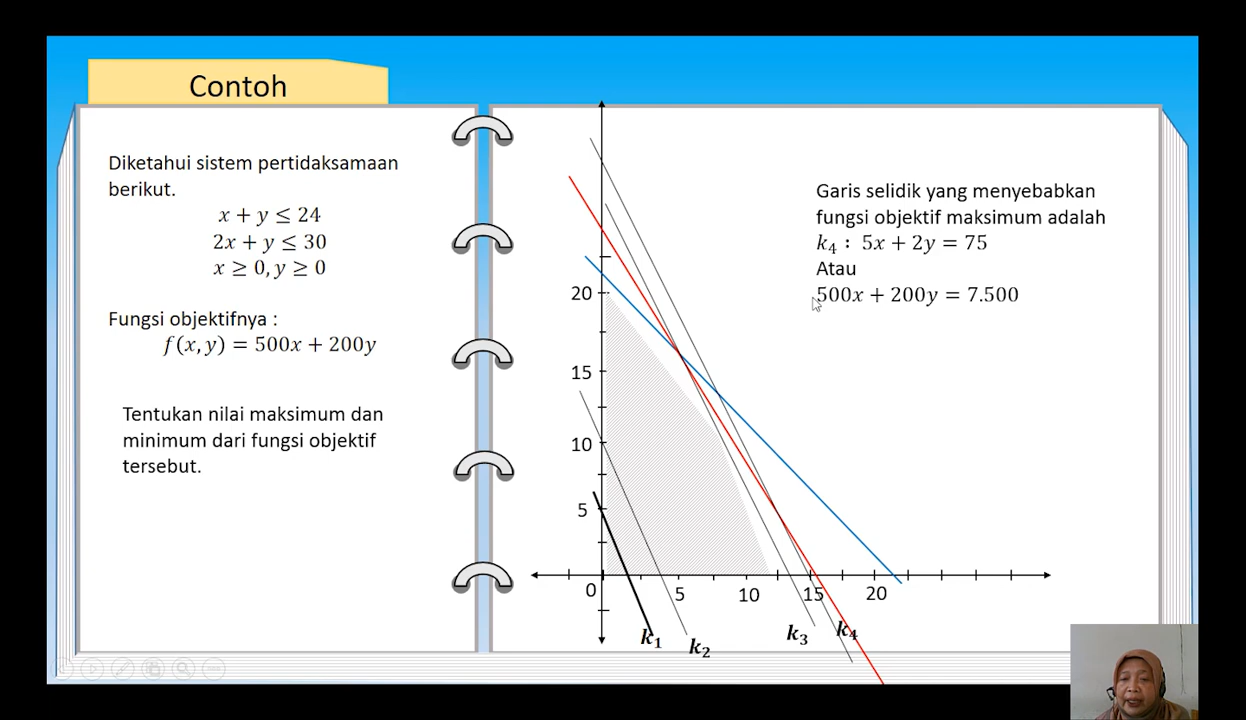 Contoh
Diketahui sistem pertidaksamaan
berikut.
x + y ≤ 24
2x + y ≤ 30
x ≥ 0, y ≥ 0
Fungsi objektifnya :
f(x, y) = 500x + 200y
Tentukan nilai maksimum dan
minimum dari fungsi objektif
tersebut.
Garis selidik yang menyebabkan
fungsi objektif maksimum adalah
k₄ : 5x + 2y = 75
Atau
500x + 200y = 7.500
20
15
10
5
0
5
10
15
20
k₁
k₂
k₃
k₄